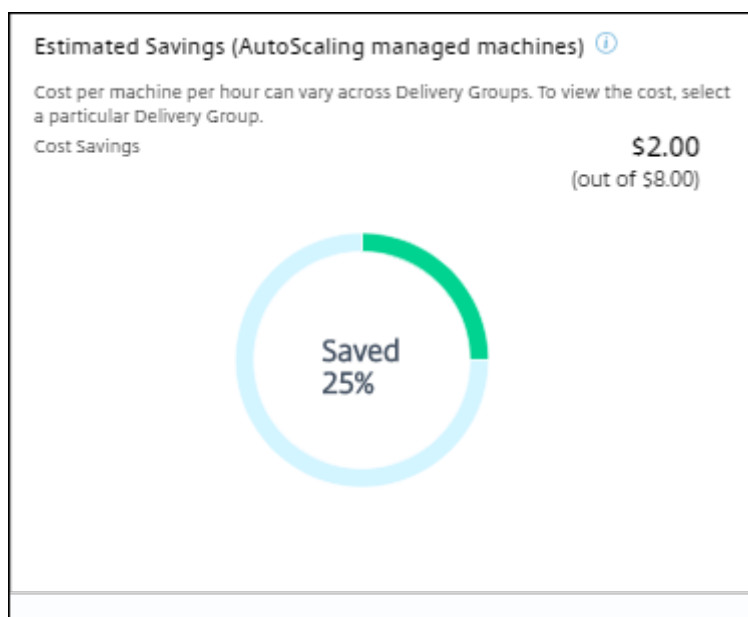 Estimated Savings (AutoScaling managed machines)
Cost per machine per hour can vary across Delivery Groups. To view the cost, select
a particular Delivery Group.
Cost Savings
$2.00
(out of $8.00)
Saved
25%